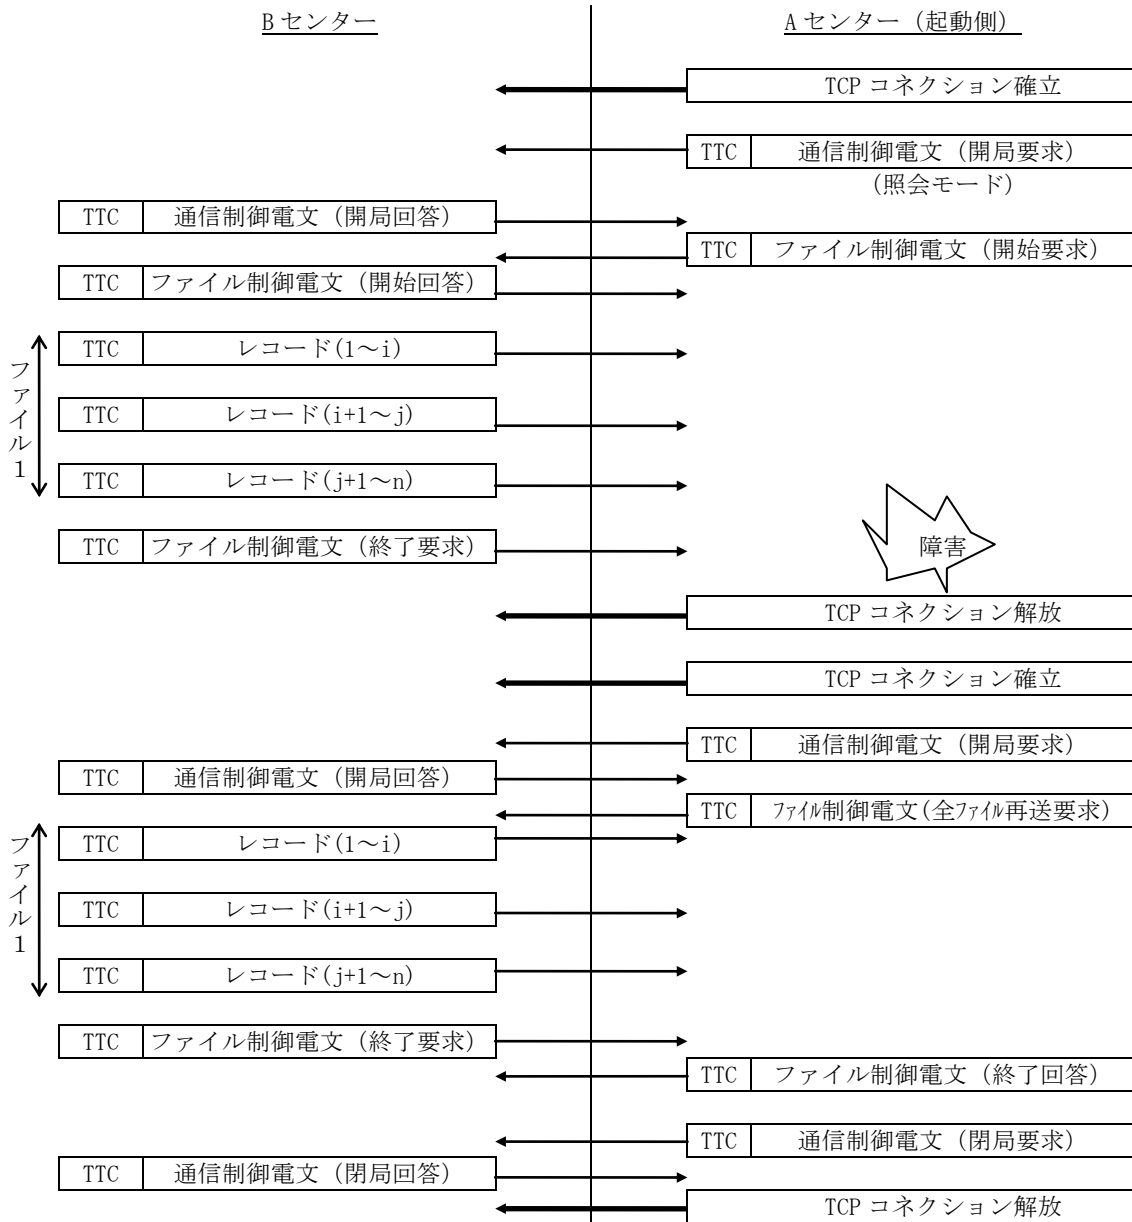 Bセンター
Aセンター（起動側）
TCPコネクション確立
TTC 通信制御電文（開局要求）
（照会モード）
TTC 通信制御電文（開局回答）
TTC ファイル制御電文（開始要求）
TTC ファイル制御電文（開始回答）
ファイル1
TTC レコード(1～i)
TTC レコード(i+1～j)
TTC レコード(j+1～n)
TTC ファイル制御電文（終了要求）
障害
TCPコネクション解放
TCPコネクション確立
TTC 通信制御電文（開局要求）
TTC 通信制御電文（開局回答）
TTC ﾌｧｲﾙ制御電文(全ﾌｧｲﾙ再送要求)
ファイル1
TTC レコード(1～i)
TTC レコード(i+1～j)
TTC レコード(j+1～n)
TTC ファイル制御電文（終了要求）
TTC ファイル制御電文（終了回答）
TTC 通信制御電文（閉局要求）
TTC 通信制御電文（閉局回答）
TCPコネクション解放